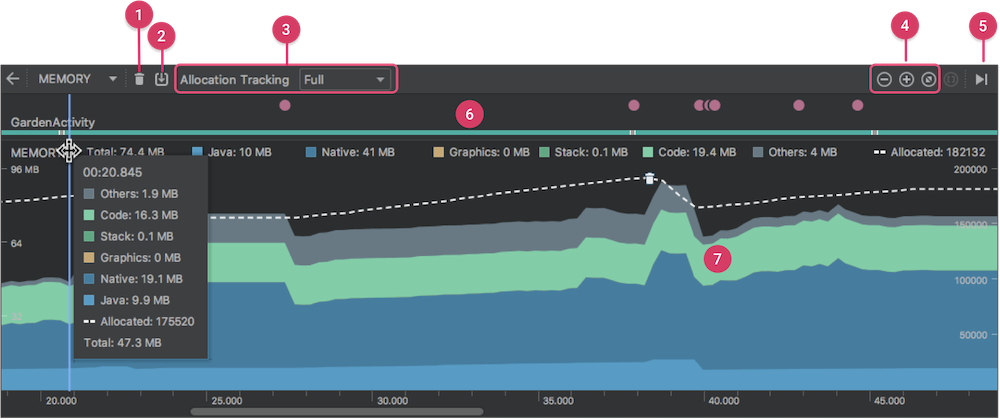 1
2
3
4
5
MEMORY
Allocation Tracking Full
6
GardenActivity
MEMOR Total: 74.4 MB Java: 10 MB Native: 41 MB Graphics: 0 MB Stack: 0.1 MB Code: 19.4 MB Others: 4 MB Allocated: 182132
96 MB 200000
00:20.845
Others: 1.9 MB
Code: 16.3 MB
Stack: 0.1 MB
Graphics: 0 MB
Native: 19.1 MB
Java: 9.9 MB
Allocated: 175520
Total: 47.3 MB
150000
64
7
100000
32
50000
20.000 25.000 30.000 35.000 40.000 45.000